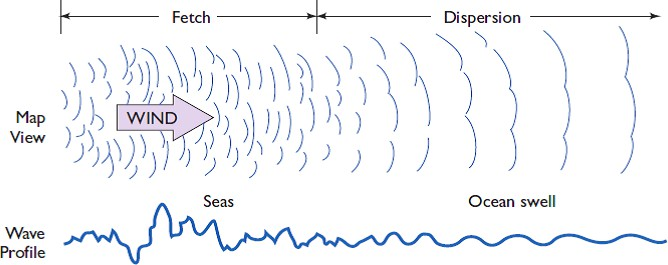 Fetch
Dispersion
Map
View
WIND
Seas
Ocean swell
Wave
Profile